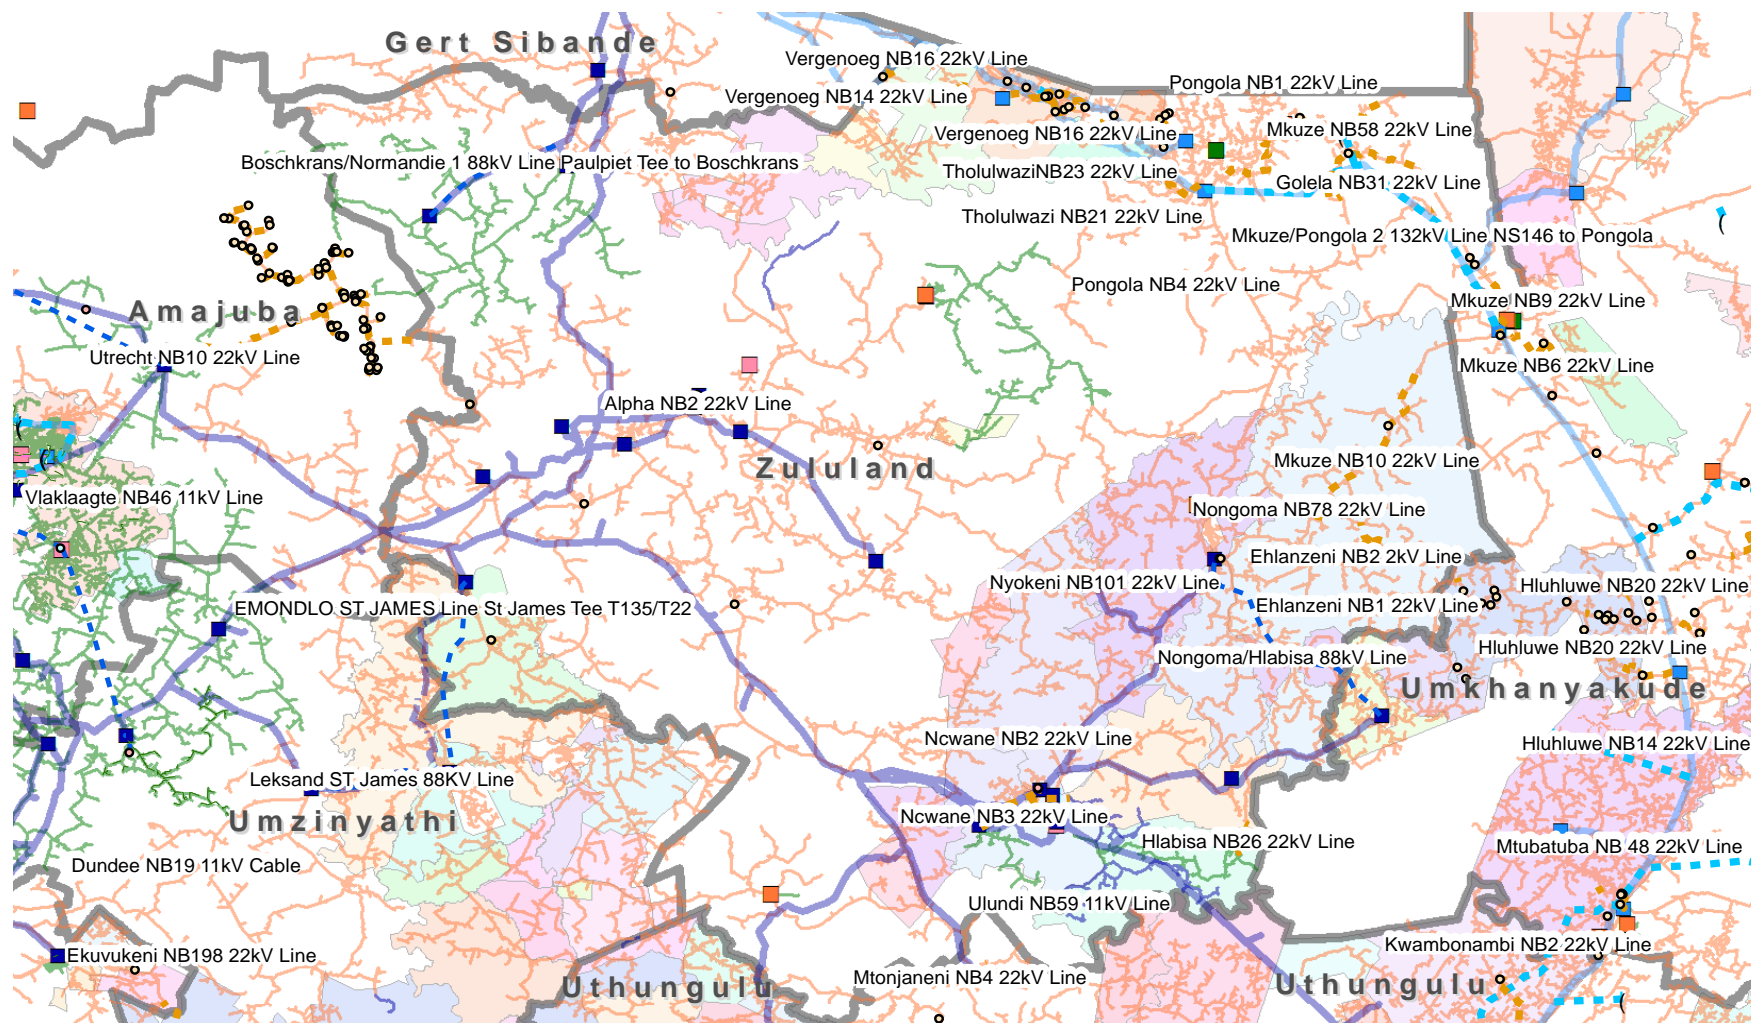 Gert Sibande
Vergenoeg NB16 22kV Line
Pongola NB1 22kV Line
Vergenoeg NB14 22kV Line
Vergenoeg NB16 22kV Line
Mkuze NB58 22kV Line
Boschkrans/Normandie 1 88kV Line Paulpiet Tee to Boschkrans
TholulwaziNB23 22kV Line
Golela NB31 22kV Line
Tholulwazi NB21 22kV Line
Mkuze/Pongola 2 132kV Line NS146 to Pongola
Pongola NB4 22kV Line
Mkuze NB9 22kV Line
Amajuba
Utrecht NB10 22kV Line
Mkuze NB6 22kV Line
Alpha NB2 22kV Line
Zululand
Mkuze NB10 22kV Line
Vlaklaagte NB46 11kV Line
Nongoma NB78 22kV Line
Ehlanzeni NB2 2kV Line
Nyokeni NB101 22kV Line
Hluhluwe NB20 22kV Line
EMONDLO ST JAMES Line St James Tee T135/T22
Ehlanzeni NB1 22kV Line
Hluhluwe NB20 22kV Line
Nongoma/Hlabisa 88kV Line
Umkhanyakude
Ncwane NB2 22kV Line
Hluhluwe NB14 22kV Line
Leksand ST James 88KV Line
Umzinyathi
Ncwane NB3 22kV Line
Hlabisa NB26 22kV Line
Mtubatuba NB 48 22kV Line
Dundee NB19 11kV Cable
Ulundi NB59 11kV Line
Kwambonambi NB2 22kV Line
Ekuvukeni NB198 22kV Line
Mtonjaneni NB4 22kV Line
Uthungulu
Uthungulu